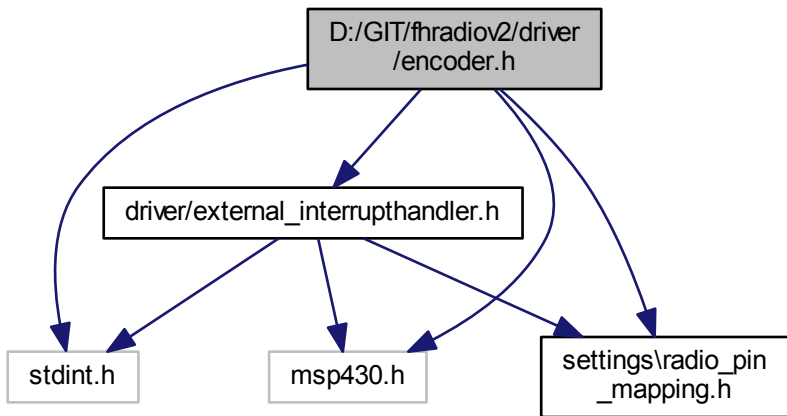 D:/GIT/fhradiov2/driver
/encoder.h
driver/external_interrupthandler.h
stdint.h
msp430.h
settings\radio_pin
_mapping.h